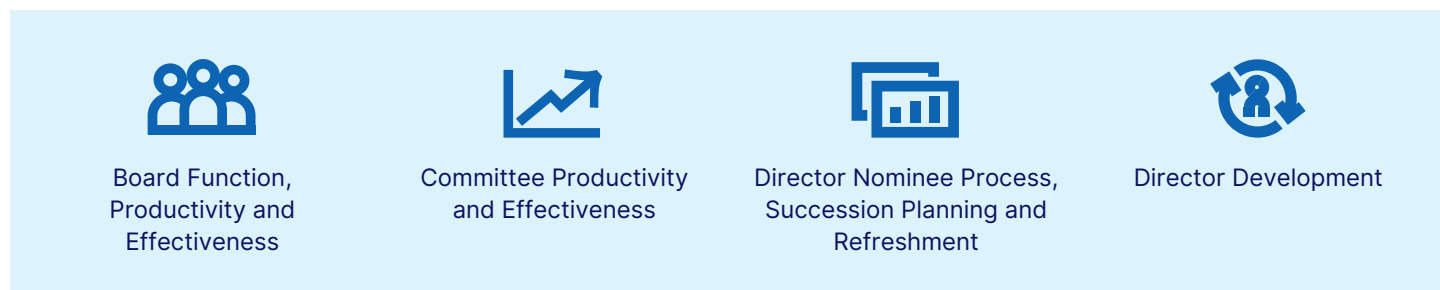 Board Function,
Productivity and
Effectiveness
Committee Productivity
and Effectiveness
Director Nominee Process,
Succession Planning and
Refreshment
Director Development